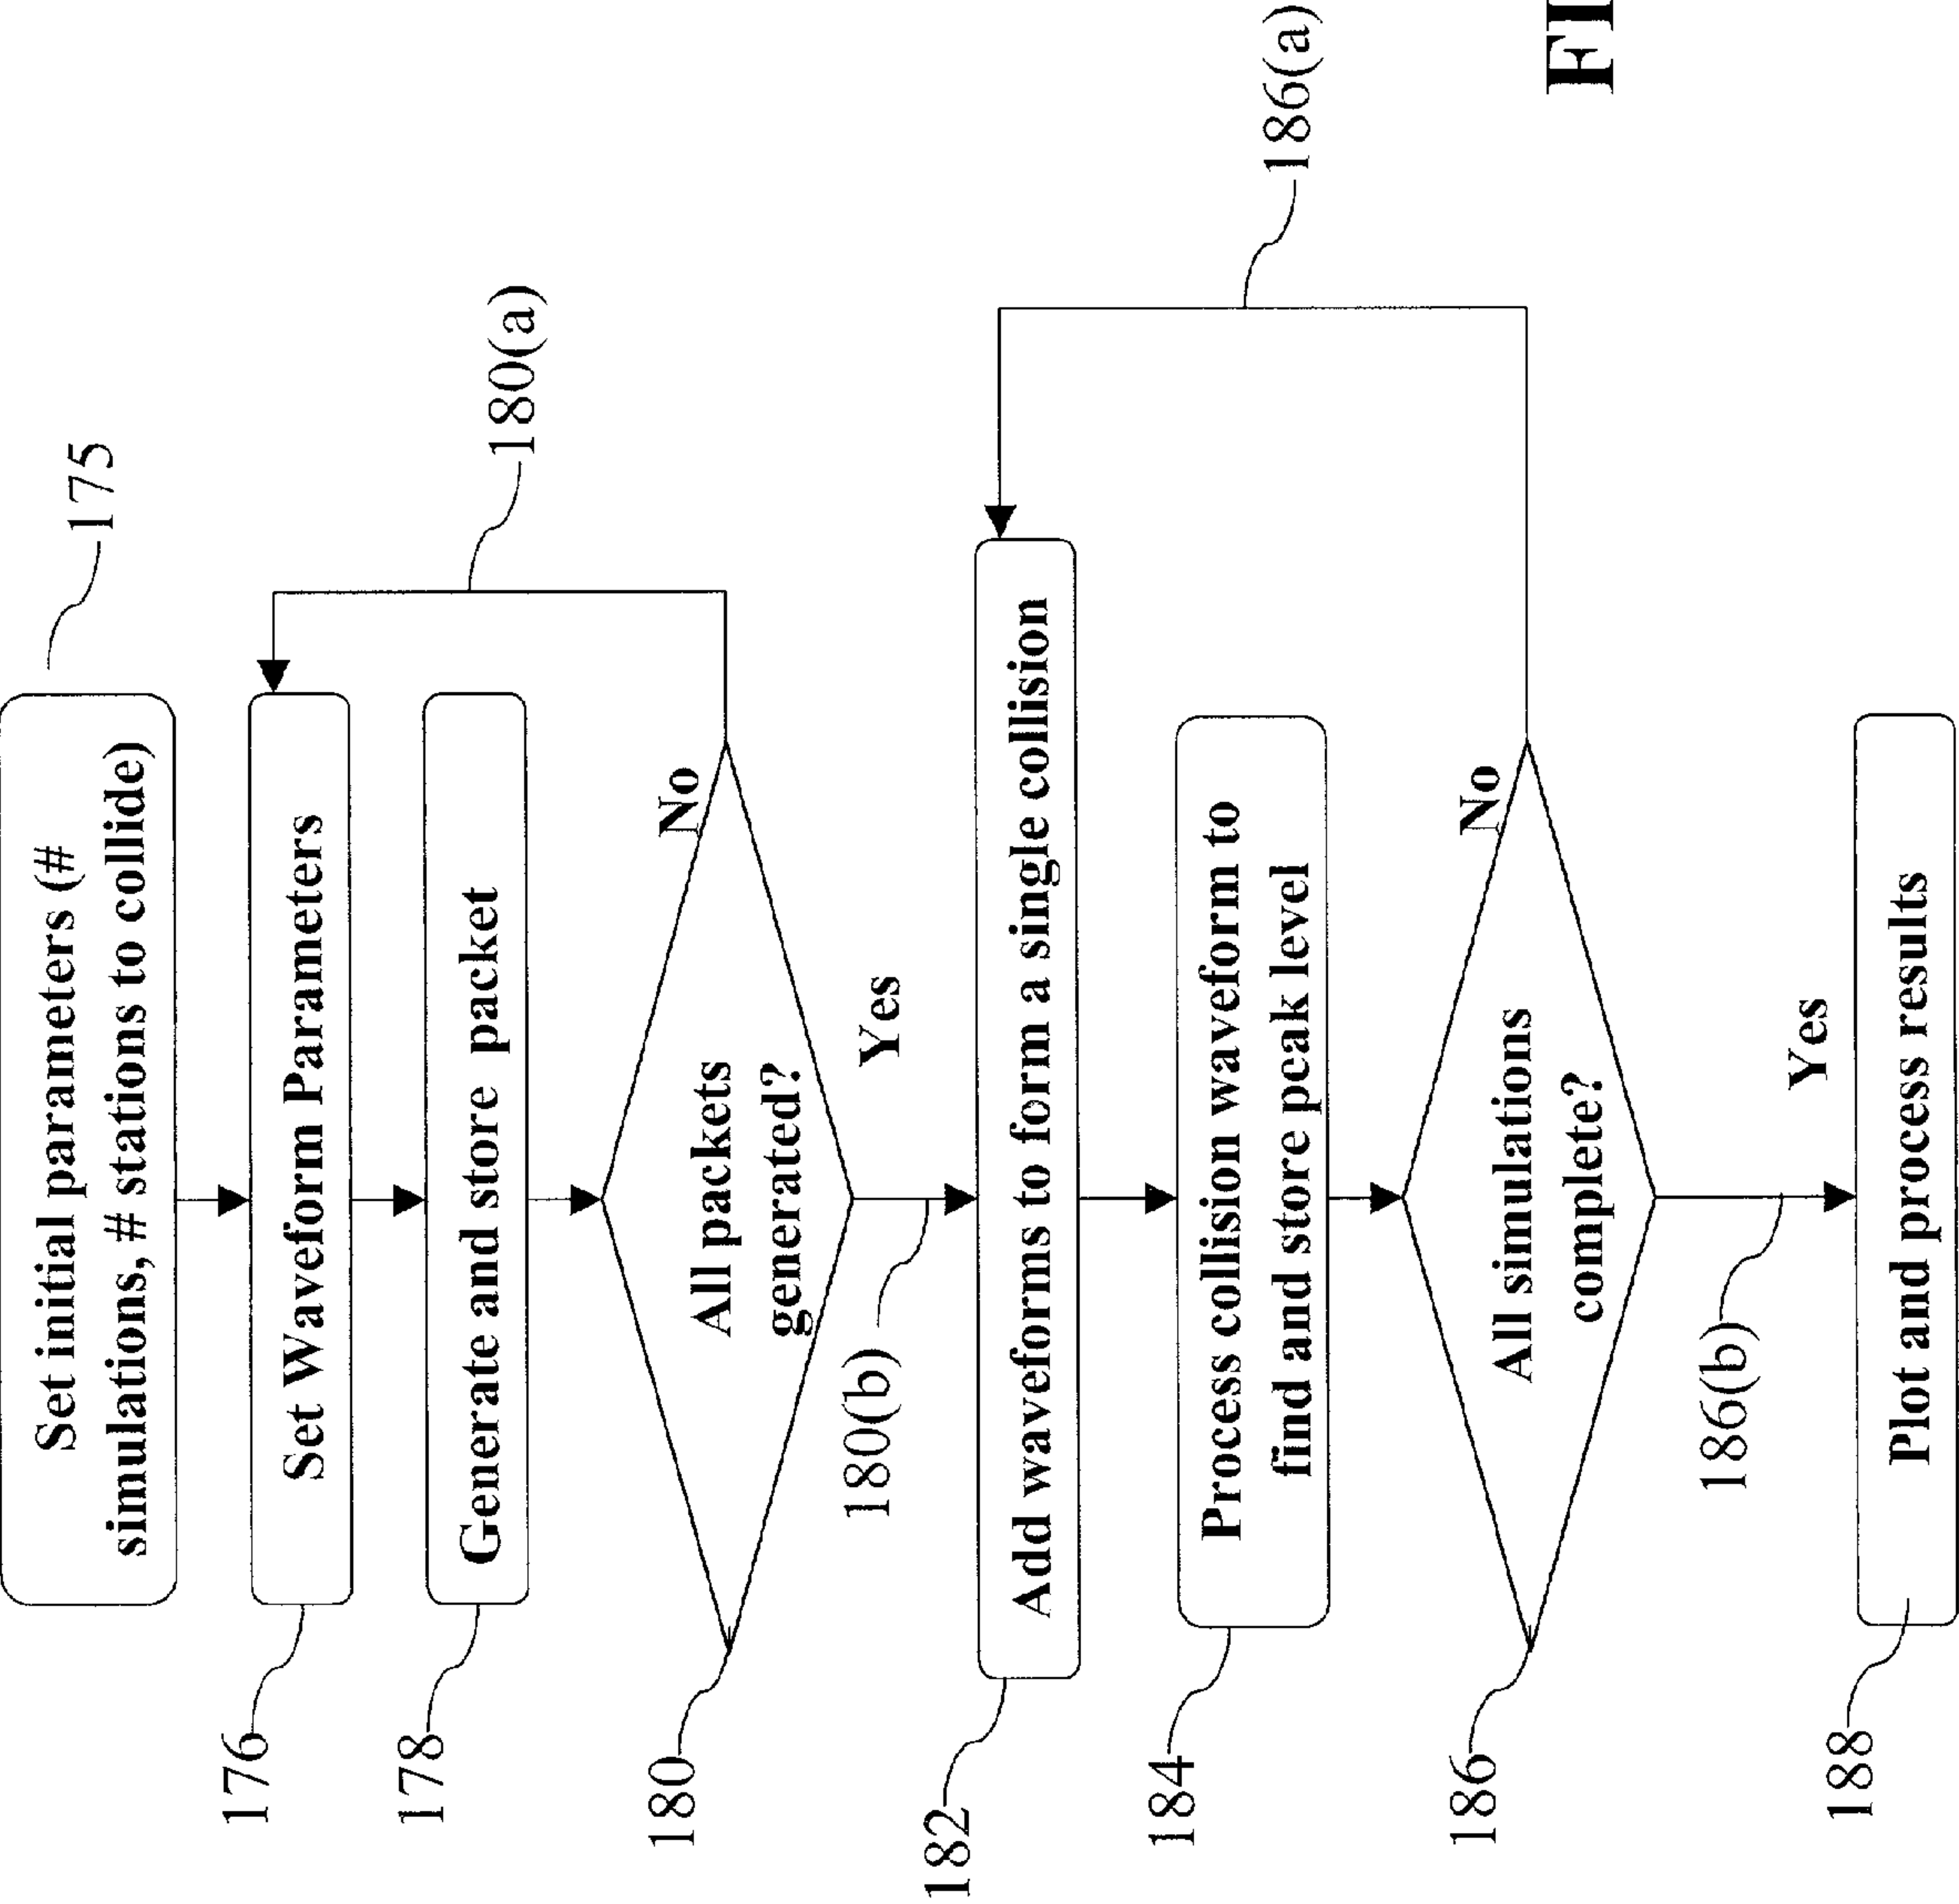 Set initial parameters (#
simulations, # stations to collide)
175
Set Waveform Parameters
176
Generate and store packet
178
180(a)
All packets
generated?
No
180
Yes
180(b)
Add waveforms to form a single collision
182
Process collision waveform to
find and store peak level
184
186(a)
All simulations
complete?
No
186
Yes
186(b)
Plot and process results
188
FI